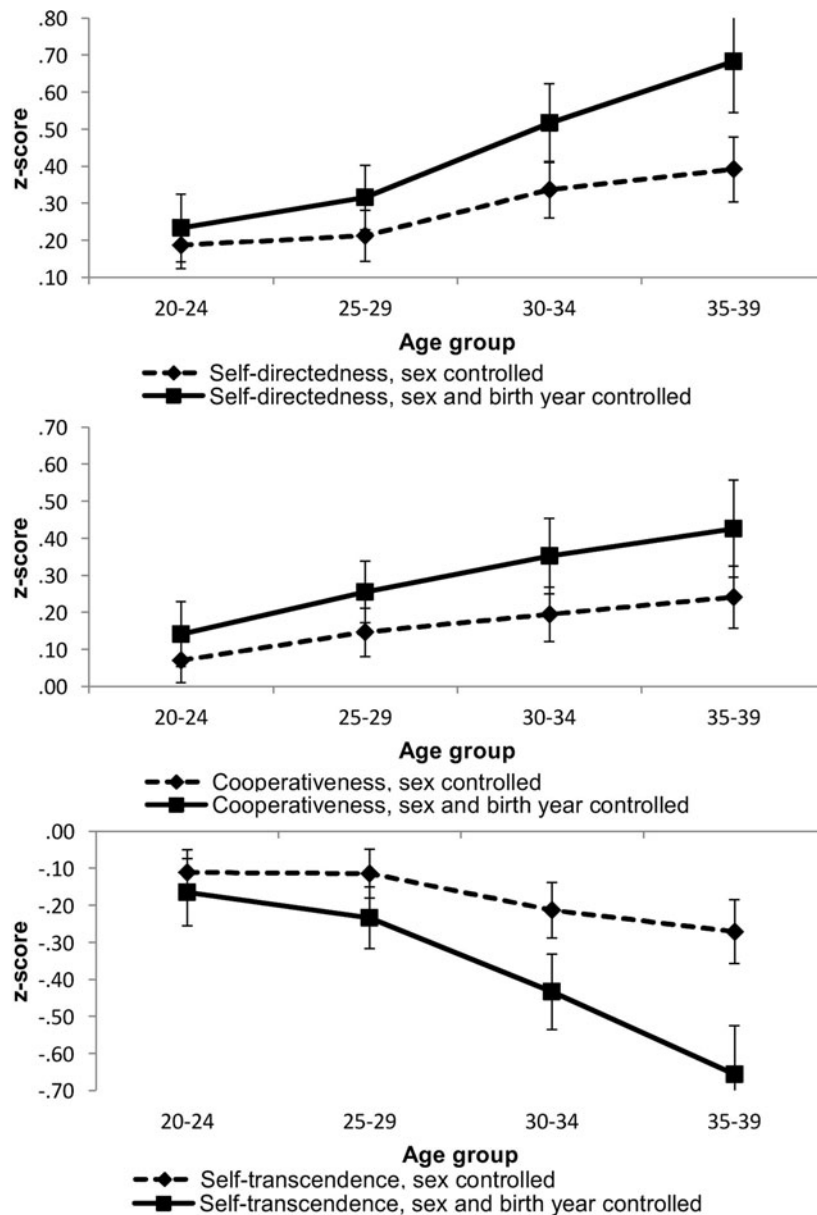 .80
.70
.60
z-score
.50
.40
.30
.20
.10
20-24 25-29 30-34 35-39
Age group
Self-directedness, sex controlled
Self-directedness, sex and birth year controlled
.70
.60
.50
z-score
.40
.30
.20
.10
.00
20-24 25-29 30-34 35-39
Age group
Cooperativeness, sex controlled
Cooperativeness, sex and birth year controlled
.00
-.10
-.20
z-score
-.30
-.40
-.50
-.60
-.70
20-24 25-29 30-34 35-39
Age group
Self-transcendence, sex controlled
Self-transcendence, sex and birth year controlled